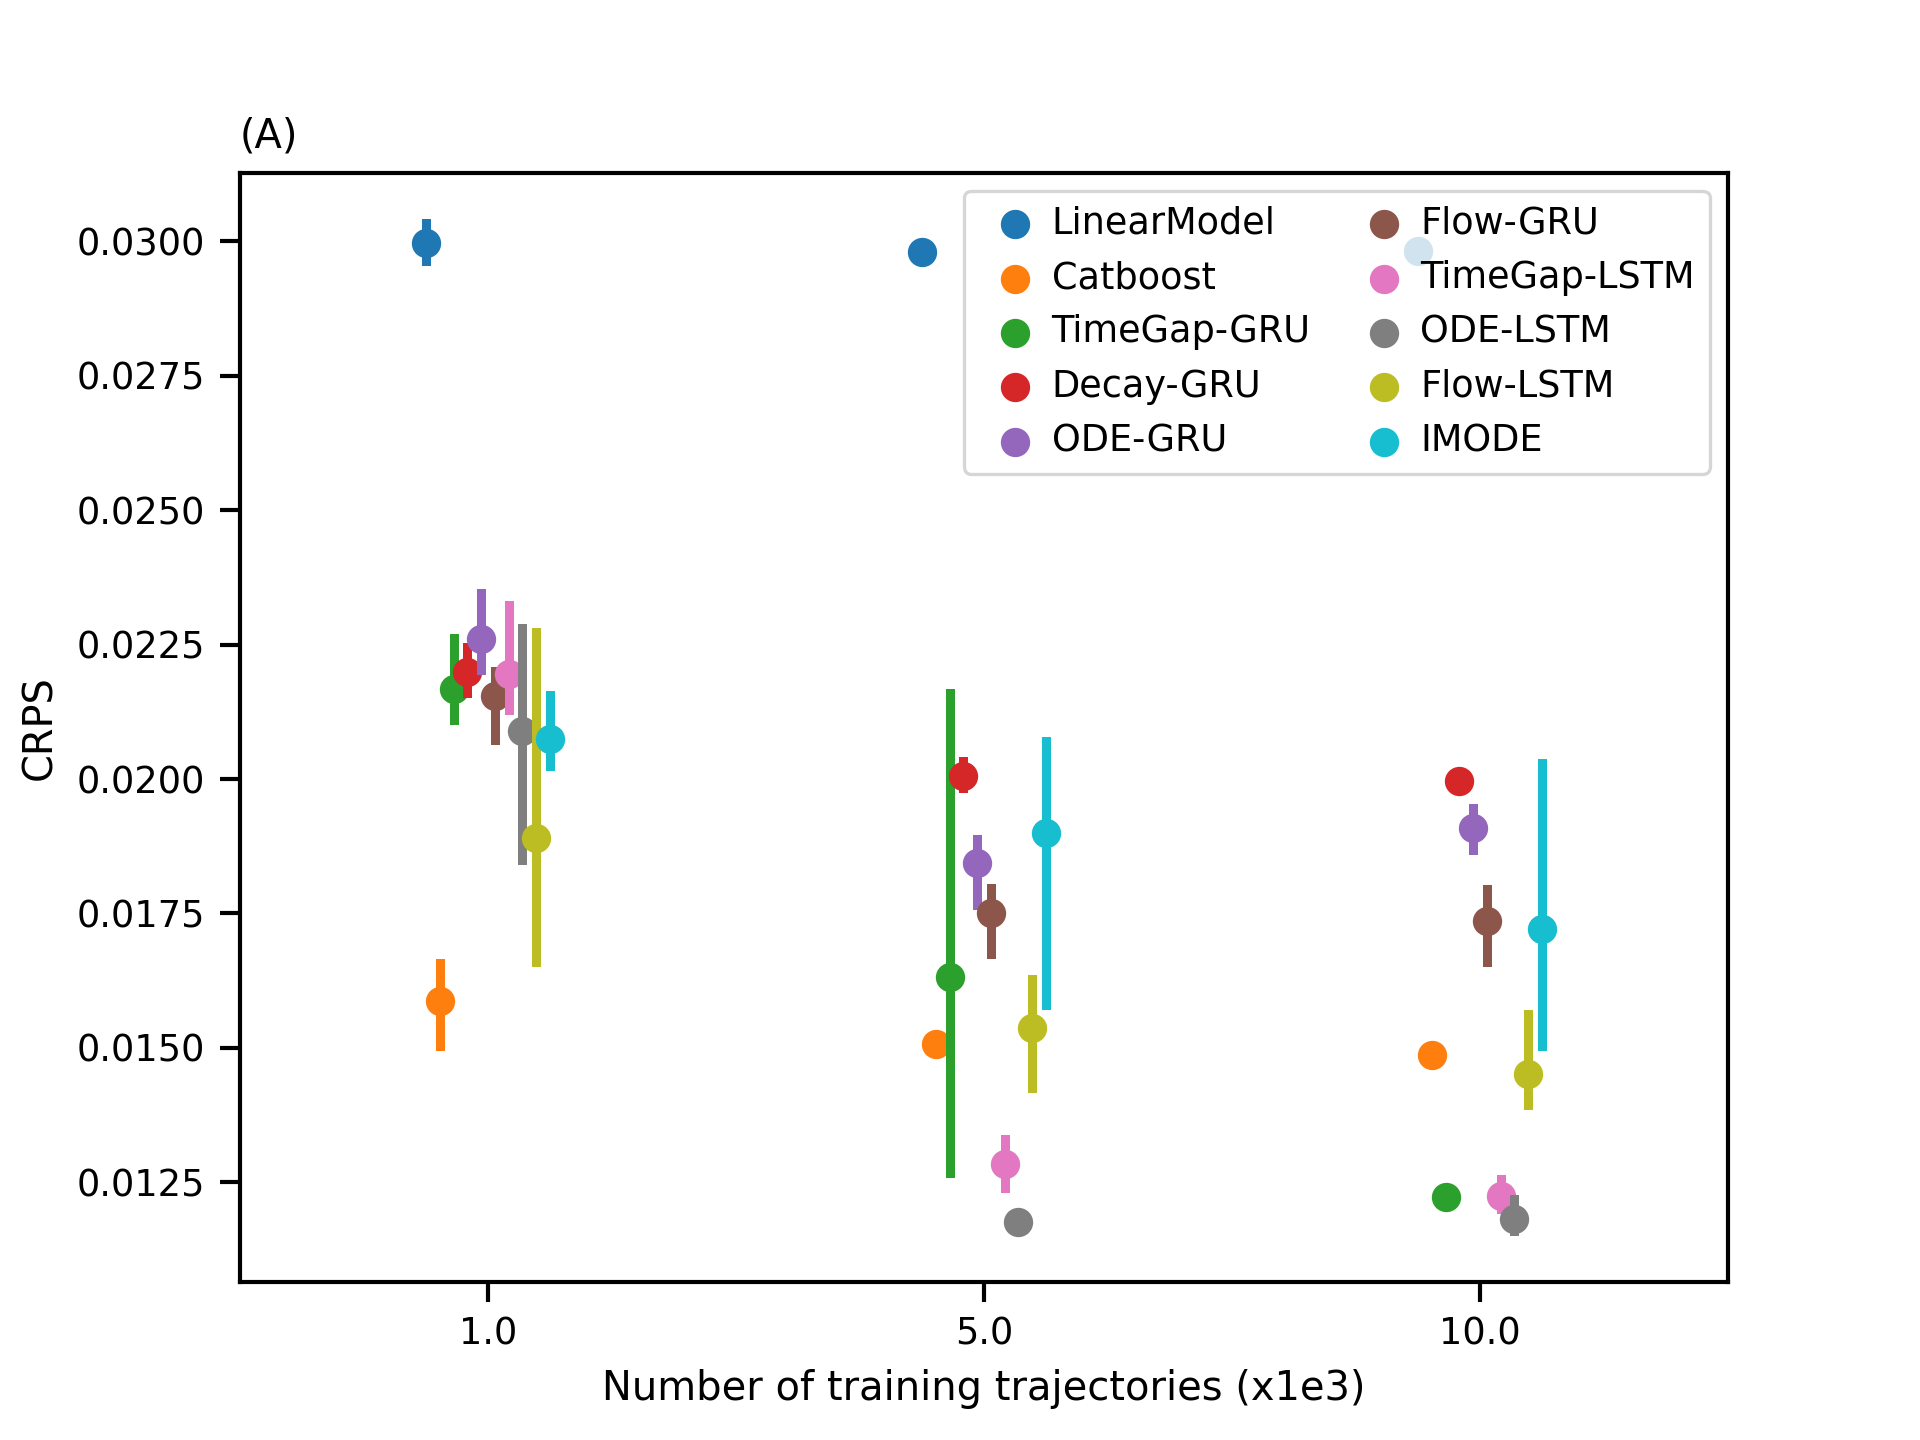 (A)
LinearModel
Catboost
TimeGap-GRU
Decay-GRU
ODE-GRU
Flow-GRU
TimeGap-LSTM
ODE-LSTM
Flow-LSTM
IMODE
0.0300
0.0275
0.0250
0.0225
0.0200
0.0175
0.0150
0.0125
CRPS
1.0 5.0 10.0
Number of training trajectories (x1e3)